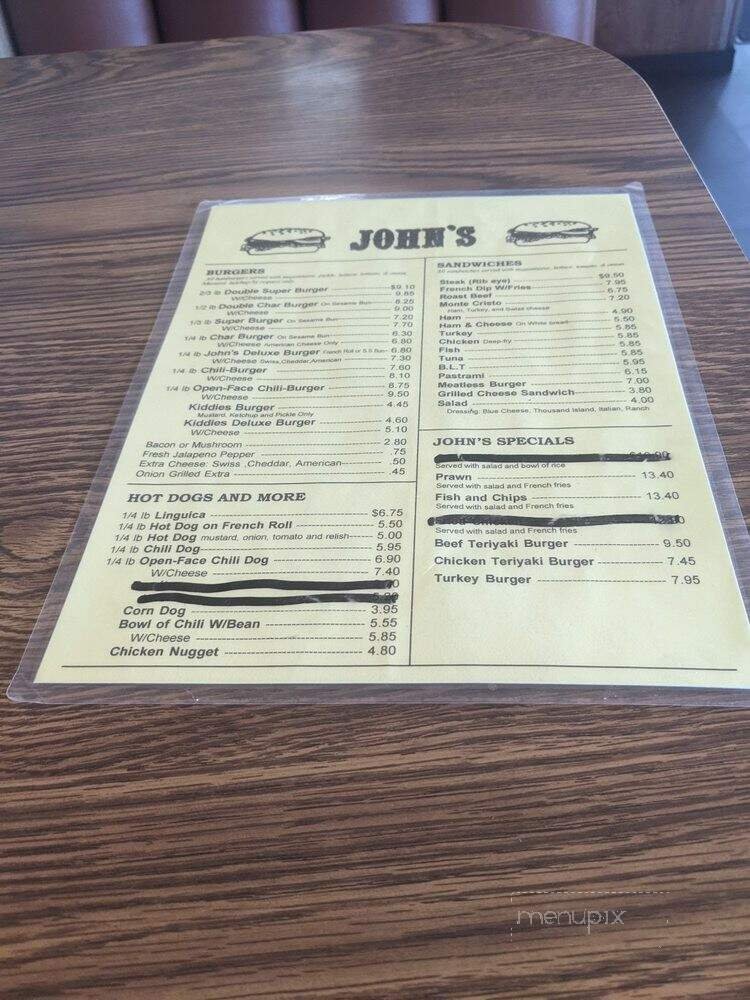 JOHN'S
BURGERS
2/3 lb Double Super Burger $9.10
W/Cheese 9.85
1/2 lb Double Char Burger On Sesame Bun 8.25
W/Cheese 9.00
1/3 lb Super Burger On Sesame Bun 7.20
W/Cheese 7.70
1/4 lb Char Burger On Sesame Bun 6.30
W/Cheese American Cheese Only 6.80
1/4 lb John's Deluxe Burger French Roll or S.S Bun 6.80
W/Cheese Swiss,Cheddar,American 7.30
1/4 lb Chili-Burger 7.60
W/Cheese 8.10
1/4 lb Open-Face Chili-Burger 8.75
W/Cheese 9.50
Kiddies Burger 4.45
Mustard, Ketchup and Pickle Only
Kiddies Deluxe Burger 4.60
W/Cheese 5.10
Bacon or Mushroom 2.80
Fresh Jalapeno Pepper .75
Extra Cheese: Swiss ,Cheddar, American .50
Onion Grilled Extra .45
HOT DOGS AND MORE
1/4 lb Linguica $6.75
1/4 lb Hot Dog on French Roll 5.50
1/4 lb Hot Dog mustard, onion, tomato and relish 5.00
1/4 lb Chili Dog 5.95
1/4 lb Open-Face Chili Dog 6.90
W/Cheese 7.40
Corn Dog 3.95
Bowl of Chili W/Bean 5.55
W/Cheese 5.85
Chicken Nugget 4.80
SANDWICHES
Steak (Rib eye) $9.50
French Dip W/Fries 7.95
Roast Beef 6.75
Monte Cristo 7.20
Ham, Turkey, and Swiss cheese
Ham 4.90
Ham & Cheese On White bread 5.50
Turkey 5.85
Chicken Deep-fry 5.85
Fish 5.85
Tuna 5.85
B.L.T 5.95
Pastrami 6.15
Meatless Burger 7.00
Grilled Cheese Sandwich 3.80
Salad 4.00
Dressing: Blue Cheese, Thousand Island, Italian, Ranch
JOHN'S SPECIALS
Served with salad and bowl of rice
Prawn 13.40
Served with salad and French fries
Fish and Chips 13.40
Served with salad and French fries
Served with salad and French fries
Beef Teriyaki Burger 9.50
Chicken Teriyaki Burger 7.45
Turkey Burger 7.95
menupix